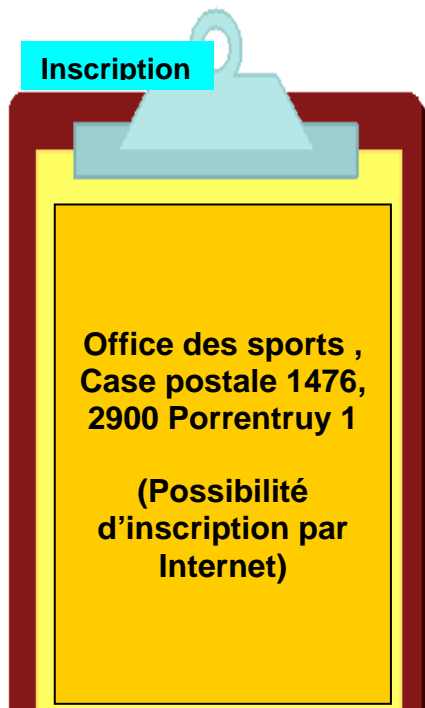 Inscription
Office des sports ,
Case postale 1476,
2900 Porrentruy 1
(Possibilité
d’inscription par
Internet)